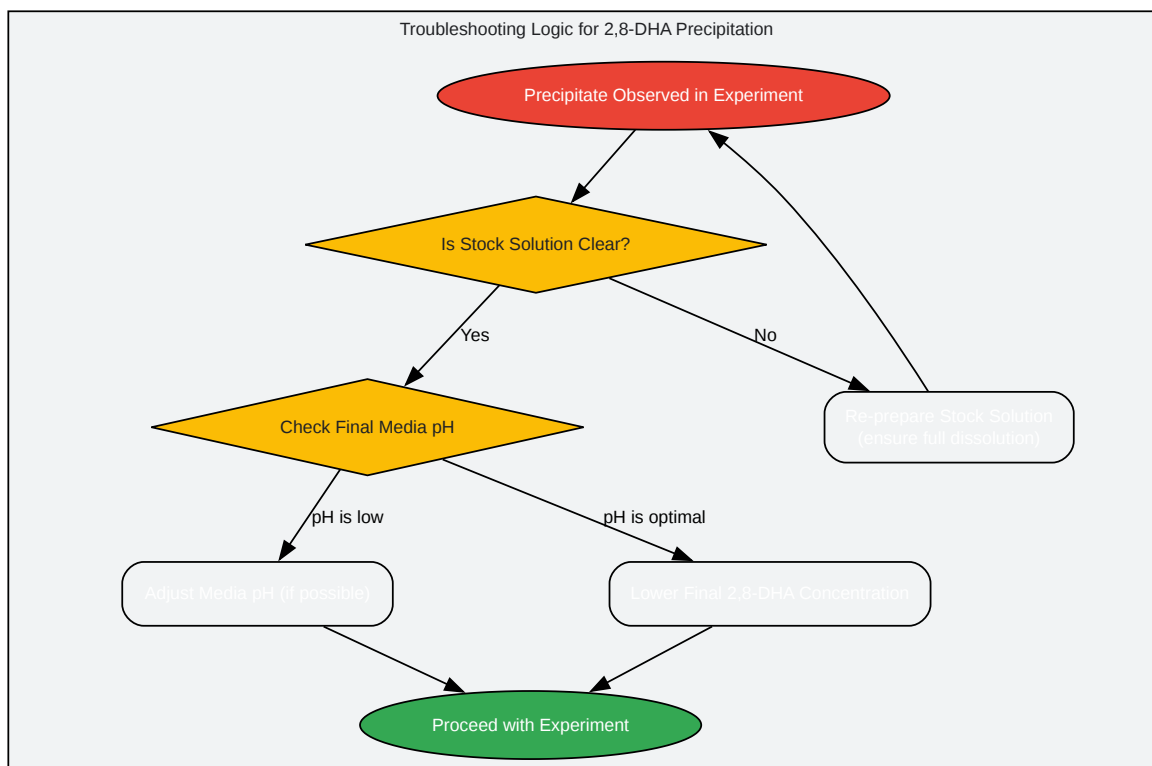 Troubleshooting Logic for 2,8-DHA Precipitation
Precipitate Observed in Experiment
Is Stock Solution Clear?
Yes
No
Check Final Media pH
Re-prepare Stock Solution
(ensure full dissolution)
pH is low
pH is optimal
Adjust Media pH (if possible)
Lower Final 2,8-DHA Concentration
Proceed with Experiment